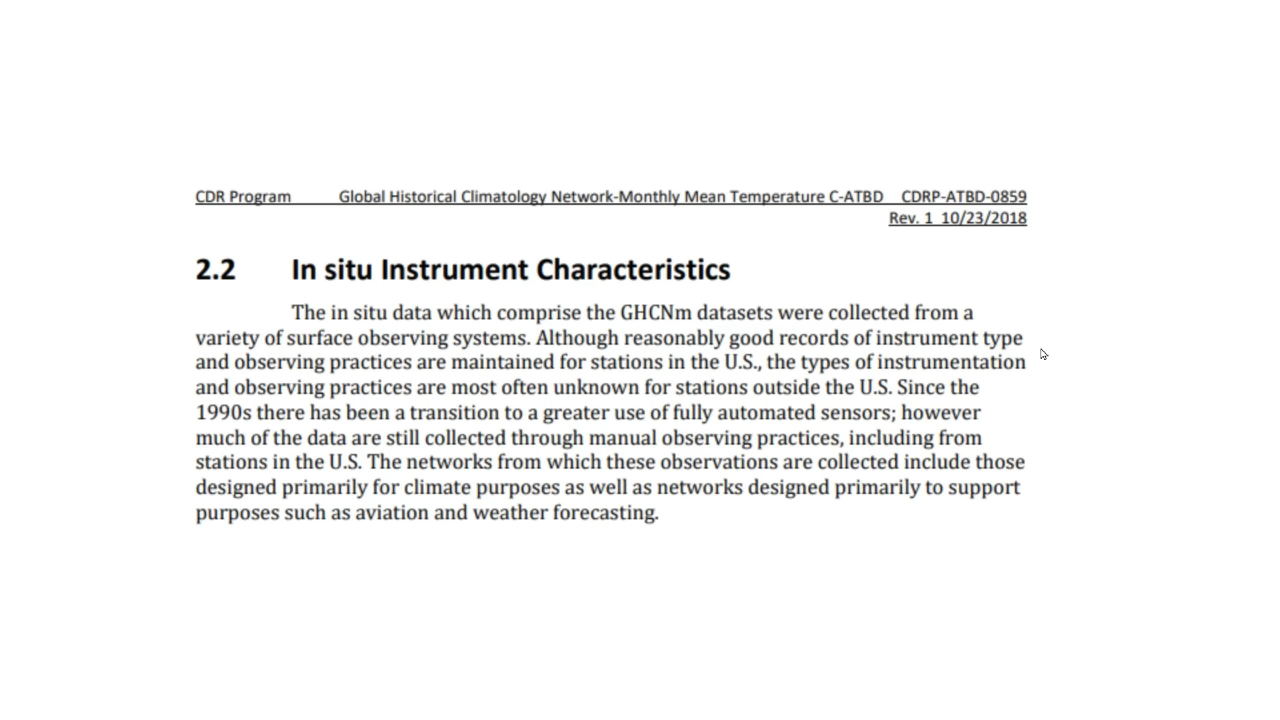 CDR Program Global Historical Climatology Network-Monthly Mean Temperature C-ATBD CDRP-ATBD-0859
Rev. 1 10/23/2018
2.2 In situ Instrument Characteristics
The in situ data which comprise the GHCNm datasets were collected from a
variety of surface observing systems. Although reasonably good records of instrument type
and observing practices are maintained for stations in the U.S., the types of instrumentation
and observing practices are most often unknown for stations outside the U.S. Since the
1990s there has been a transition to a greater use of fully automated sensors; however
much of the data are still collected through manual observing practices, including from
stations in the U.S. The networks from which these observations are collected include those
designed primarily for climate purposes as well as networks designed primarily to support
purposes such as aviation and weather forecasting.